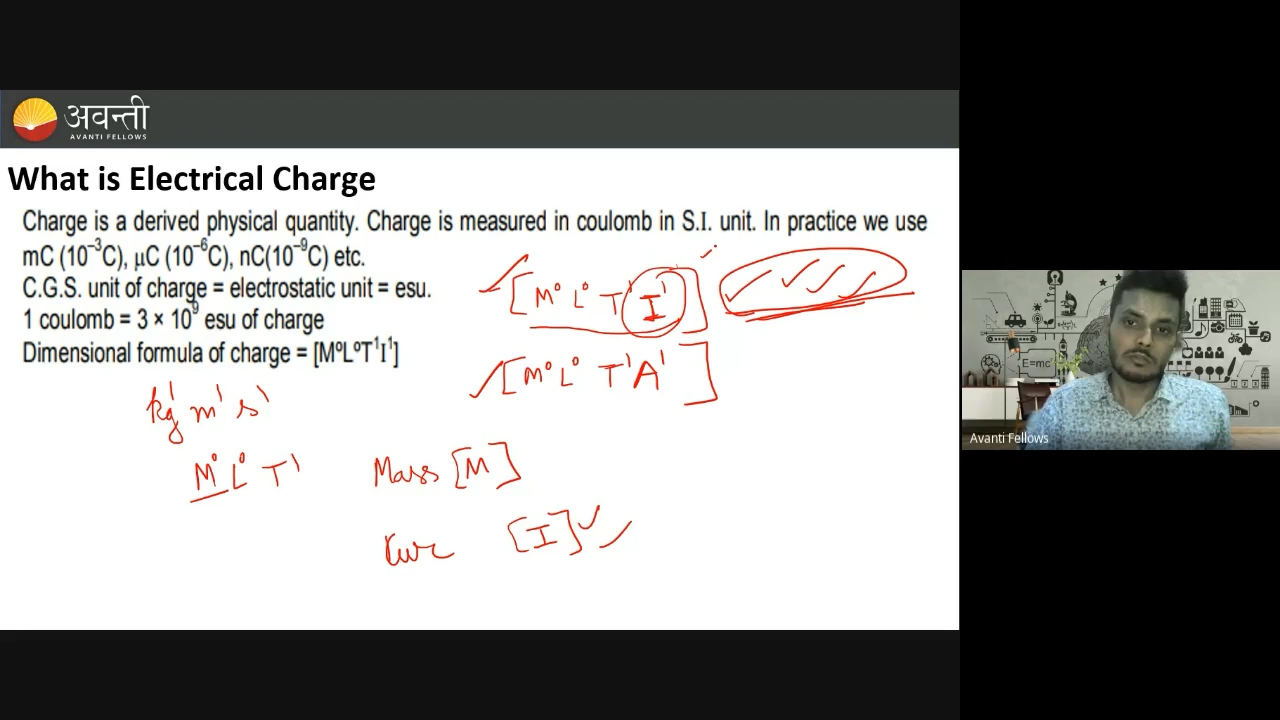 अवन्ती
AVANTI FELLOWS
What is Electrical Charge
Charge is a derived physical quantity. Charge is measured in coulomb in S.I. unit. In practice we use
mC (10⁻³C), μC (10⁻⁶C), nC(10⁻⁹C) etc.
C.G.S. unit of charge = electrostatic unit = esu.
1 coulomb = 3 × 10⁹ esu of charge
Dimensional formula of charge = [M⁰L⁰T¹I¹]
[M⁰ L⁰ T¹ I¹]
[M⁰ L⁰ T¹ A¹]
kg¹ m¹ s¹
M⁰ L⁰ T¹
Mass [M]
[I]
E=mc²
Avanti Fellows